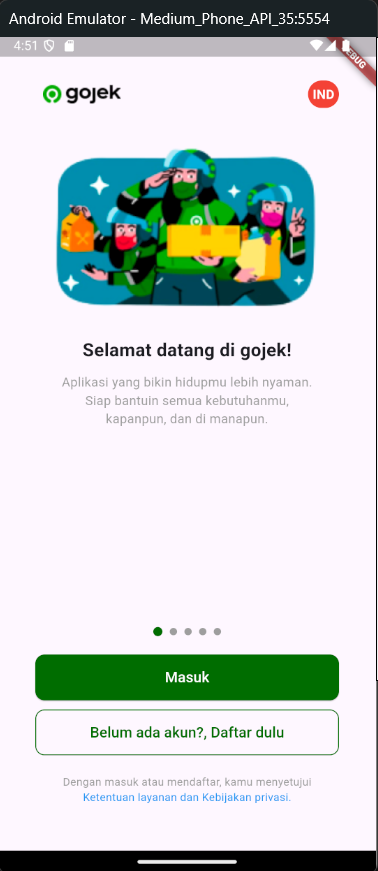 Android Emulator - Medium_Phone_API_35:5554
4:51
DEBUG
gojek
IND
Selamat datang di gojek!
Aplikasi yang bikin hidupmu lebih nyaman.
Siap bantuin semua kebutuhanmu,
kapanpun, dan di manapun.
Masuk
Belum ada akun?, Daftar dulu
Dengan masuk atau mendaftar, kamu menyetujui
Ketentuan layanan dan Kebijakan privasi.